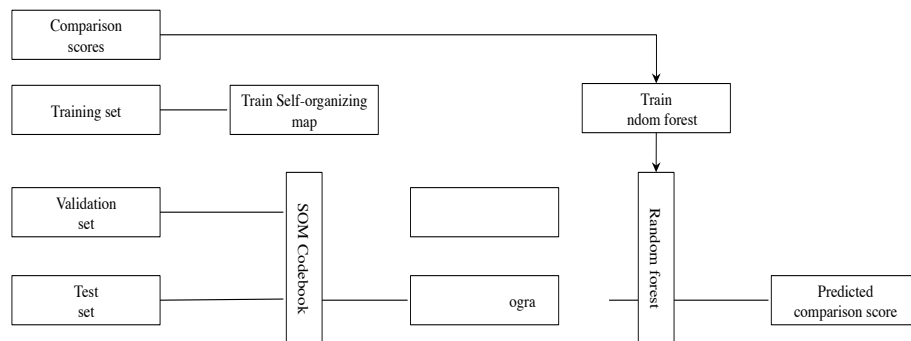 Comparison
scores
Training set
Train Self-organizing
map
Train
ndom forest
Validation
set
SOM Codebook
Random forest
Test
set
ogra
Predicted
comparison score